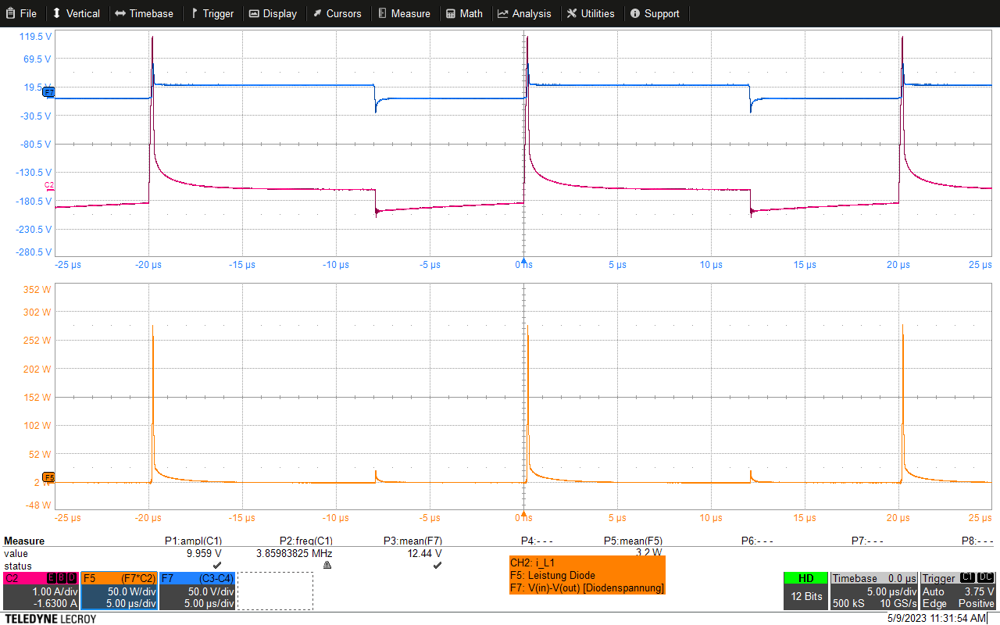 File Vertical Timebase Trigger Display Cursors Measure Math Analysis Utilities Support
119.5 V
69.5 V
19.5 V
F7
-30.5 V
-80.5 V
-130.5 V
C2
-180.5 V
-230.5 V
-280.5 V
-25 µs -20 µs -15 µs -10 µs -5 µs 0 ns 5 µs 10 µs 15 µs 20 µs 25 µs
352 W
302 W
252 W
202 W
152 W
102 W
52 W
F5
2 W
-48 W
-25 µs -20 µs -15 µs -10 µs -5 µs 0 ns 5 µs 10 µs 15 µs 20 µs 25 µs
Measure P1:ampl(C1) P2:freq(C1) P3:mean(F7) P4:- - - P5:mean(F5) P6:- - - P7:- - - P8:- - -
value 9.959 V 3.85983825 MHz 12.44 V 3.2 W
status
CH2: i_L1
F5: Leistung Diode
F7: V(in)-V(out) [Diodenspannung]
C2 B D
1.00 A/div
-1.6300 A
F5 (F7*C2)
50.0 W/div
5.00 µs/div
F7 (C3-C4)
50.0 V/div
5.00 µs/div
HD
12 Bits
Timebase 0.0 µs
5.00 µs/div
500 kS 10 GS/s
Trigger C1 DC
Auto 3.75 V
Edge Positive
TELEDYNE LECROY
5/9/2023 11:31:54 AM